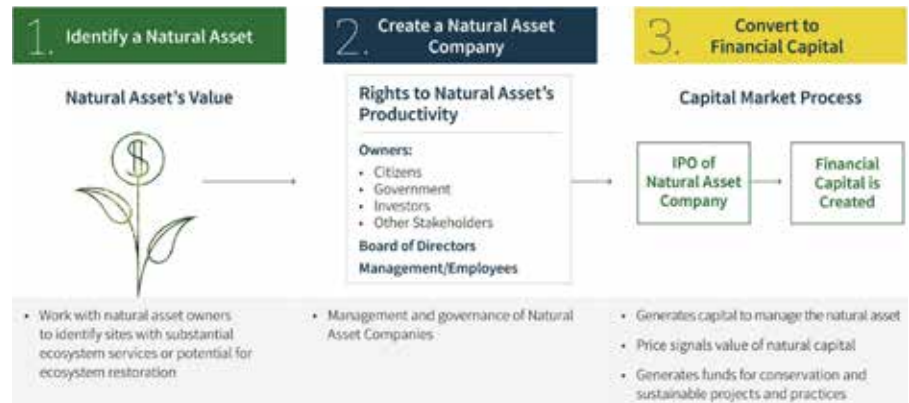 1. Identify a Natural Asset
Natural Asset's Value
$
• Work with natural asset owners
to identify sites with substantial
ecosystem services or potential for
ecosystem restoration
2. Create a Natural Asset
Company
Rights to Natural Asset's
Productivity
Owners:
• Citizens
• Government
• Investors
• Other Stakeholders
Board of Directors
Management/Employees
• Management and governance of Natural
Asset Companies
3. Convert to
Financial Capital
Capital Market Process
IPO of
Natural Asset
Company
Financial
Capital is
Created
• Generates capital to manage the natural asset
• Price signals value of natural capital
• Generates funds for conservation and
sustainable projects and practices